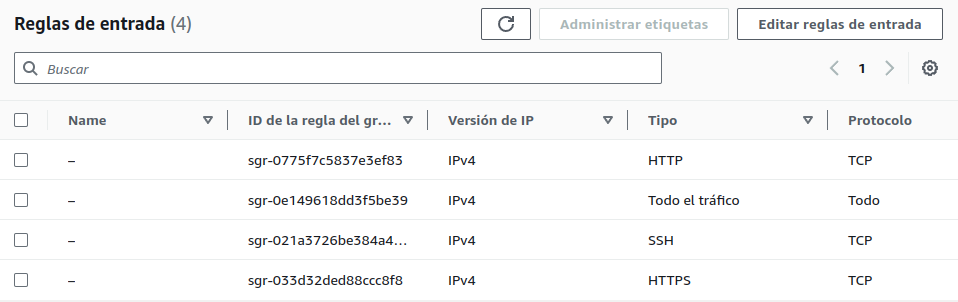 Reglas de entrada (4)
Administrar etiquetas
Editar reglas de entrada
Buscar
1
Name ID de la regla del gr... Versión de IP Tipo Protocolo
– sgr-0775f7c5837e3ef83 IPv4 HTTP TCP
– sgr-0e149618dd3f5be39 IPv4 Todo el tráfico Todo
– sgr-021a3726be384a4... IPv4 SSH TCP
– sgr-033d32ded88ccc8f8 IPv4 HTTPS TCP